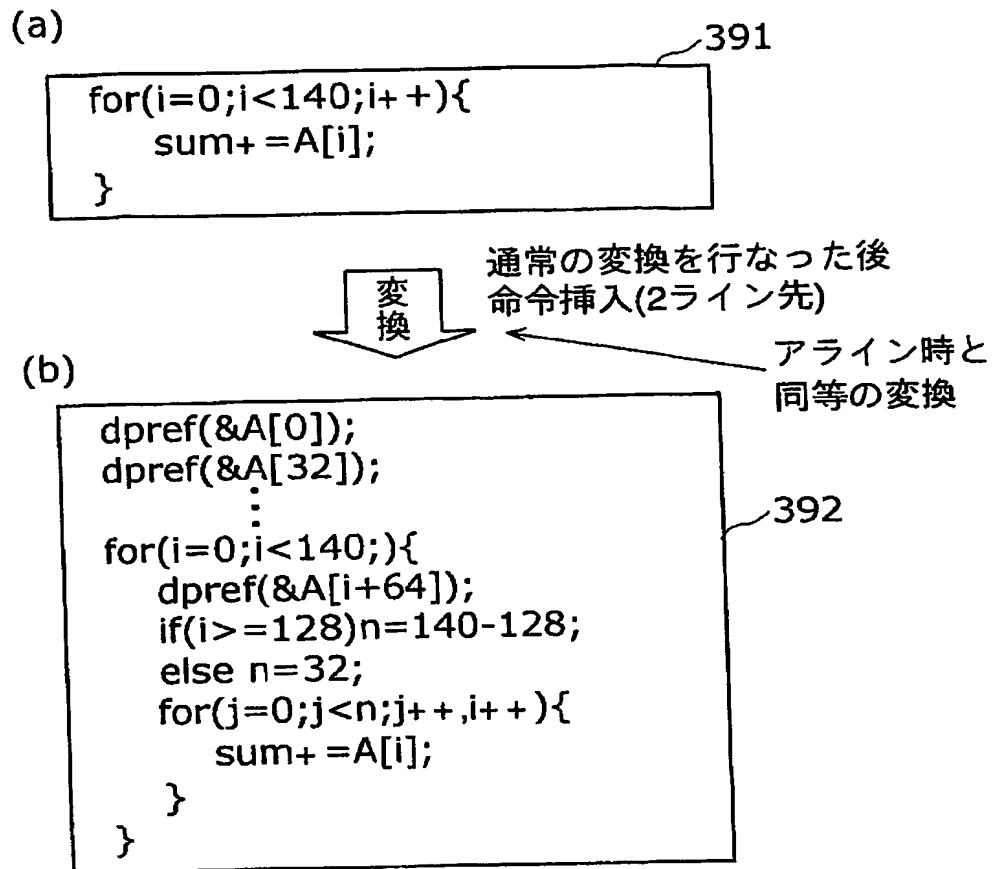 (a)
391
for(i=0;i<140;i++){
sum+=A[i];
}
変換
通常の変換を行なった後
命令挿入(2ライン先)
アライン時と
同等の変換
(b)
392
dpref(&A[0]);
dpref(&A[32]);
⋮
for(i=0;i<140;){
dpref(&A[i+64]);
if(i>=128)n=140-128;
else n=32;
for(j=0;j<n;j++,i++){
sum+=A[i];
}
}